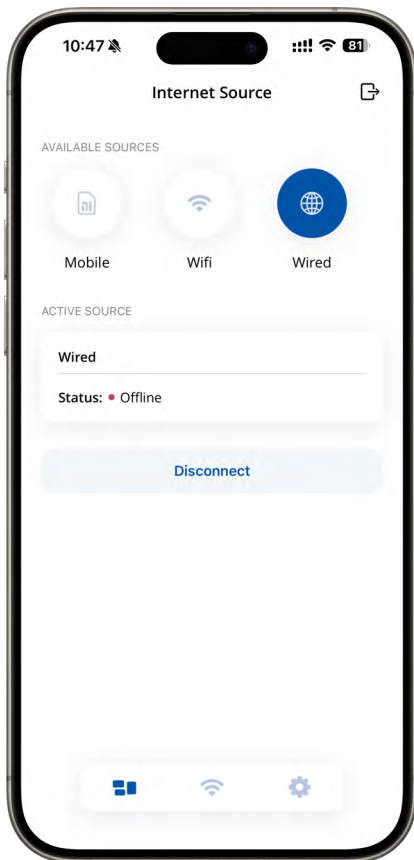 10:47 81
Internet Source
AVAILABLE SOURCES
Mobile Wifi Wired
ACTIVE SOURCE
Wired
Status: Offline
Disconnect